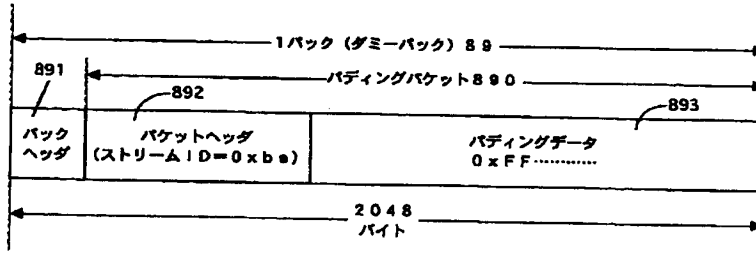 1パック(ダミーパック)89
891
パディングパケット890
892
893
パック
ヘッダ
パケットヘッダ
(ストリームID=0xbe)
パディングデータ
0xFF…………
2048
バイト